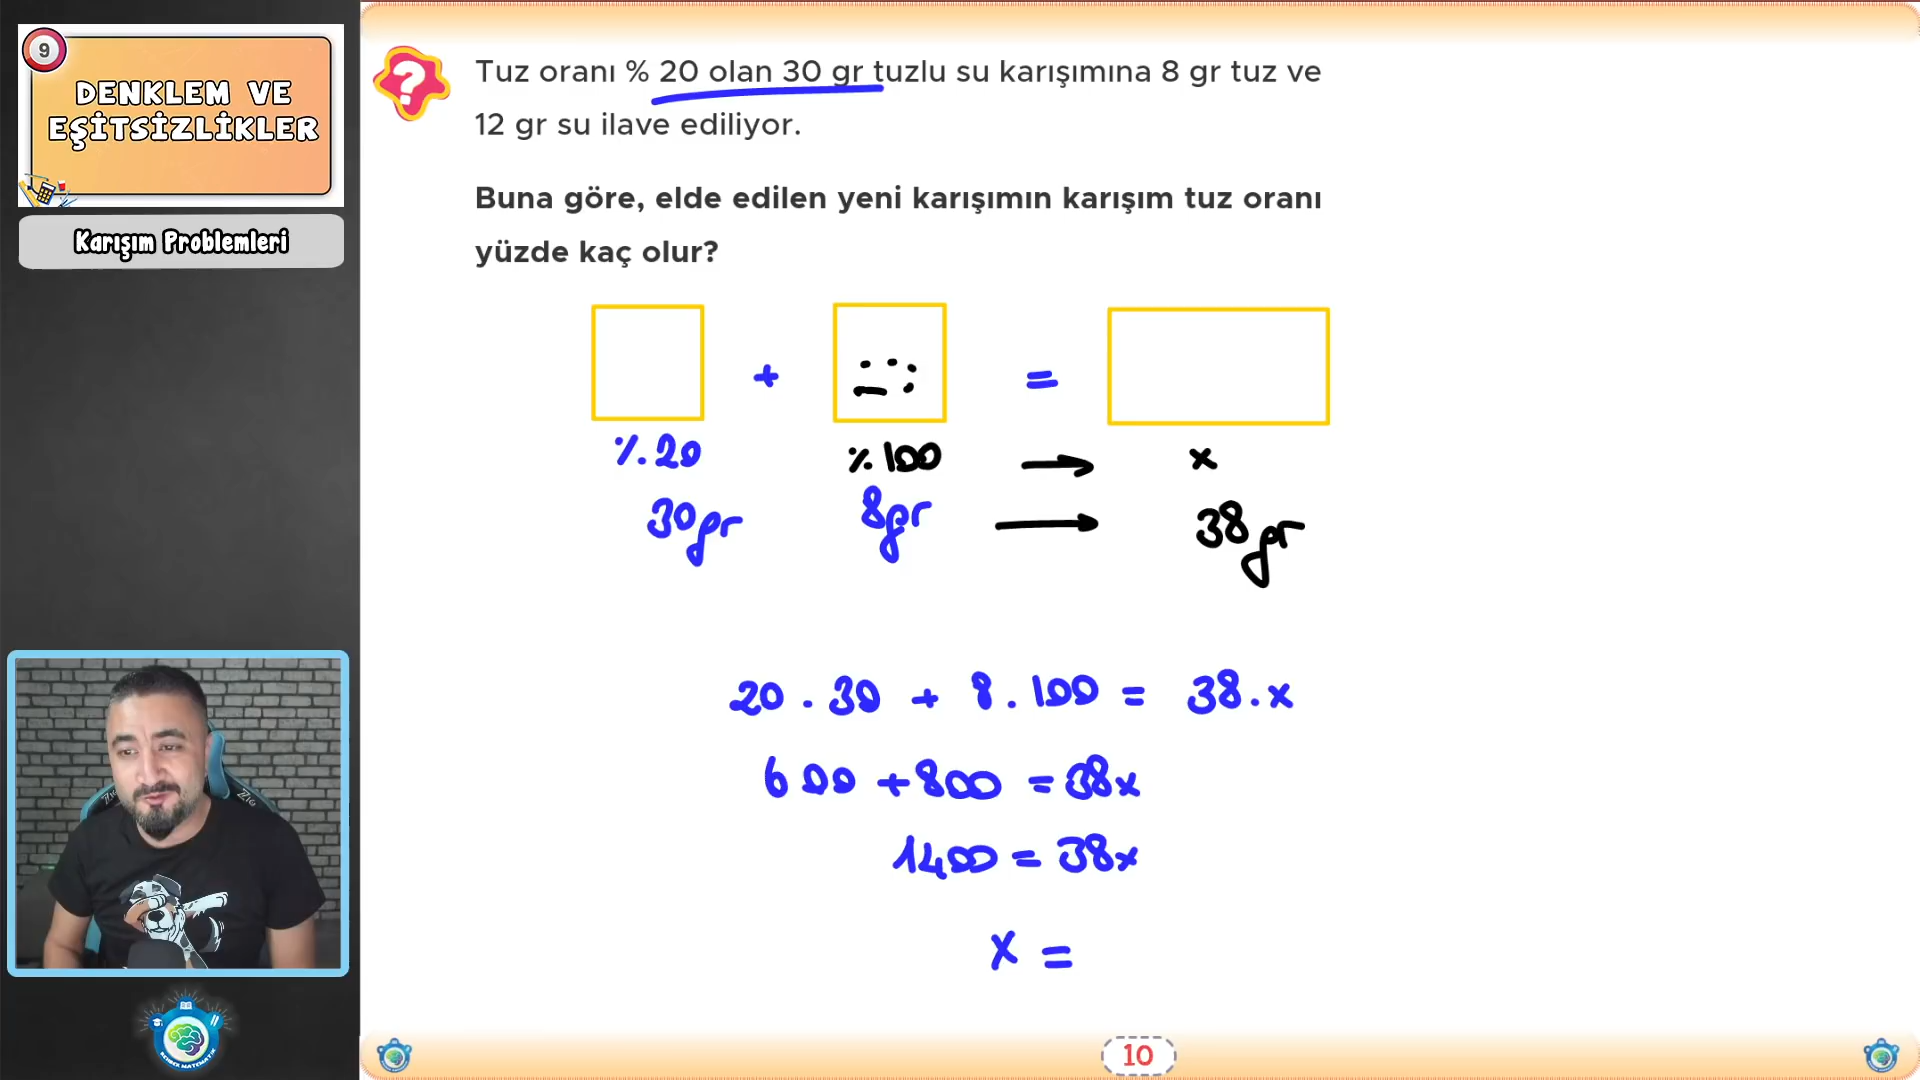 9
DENKLEM VE
EŞİTSİZLİKLER
Karışım Problemleri
?
Tuz oranı % 20 olan 30 gr tuzlu su karışımına 8 gr tuz ve
12 gr su ilave ediliyor.
Buna göre, elde edilen yeni karışımın karışım tuz oranı
yüzde kaç olur?
+ =
%20 %100 → x
30gr 8gr → 38gr
20 . 30 + 8 . 100 = 38 . x
600 + 800 = 38x
1400 = 38x
x =
10